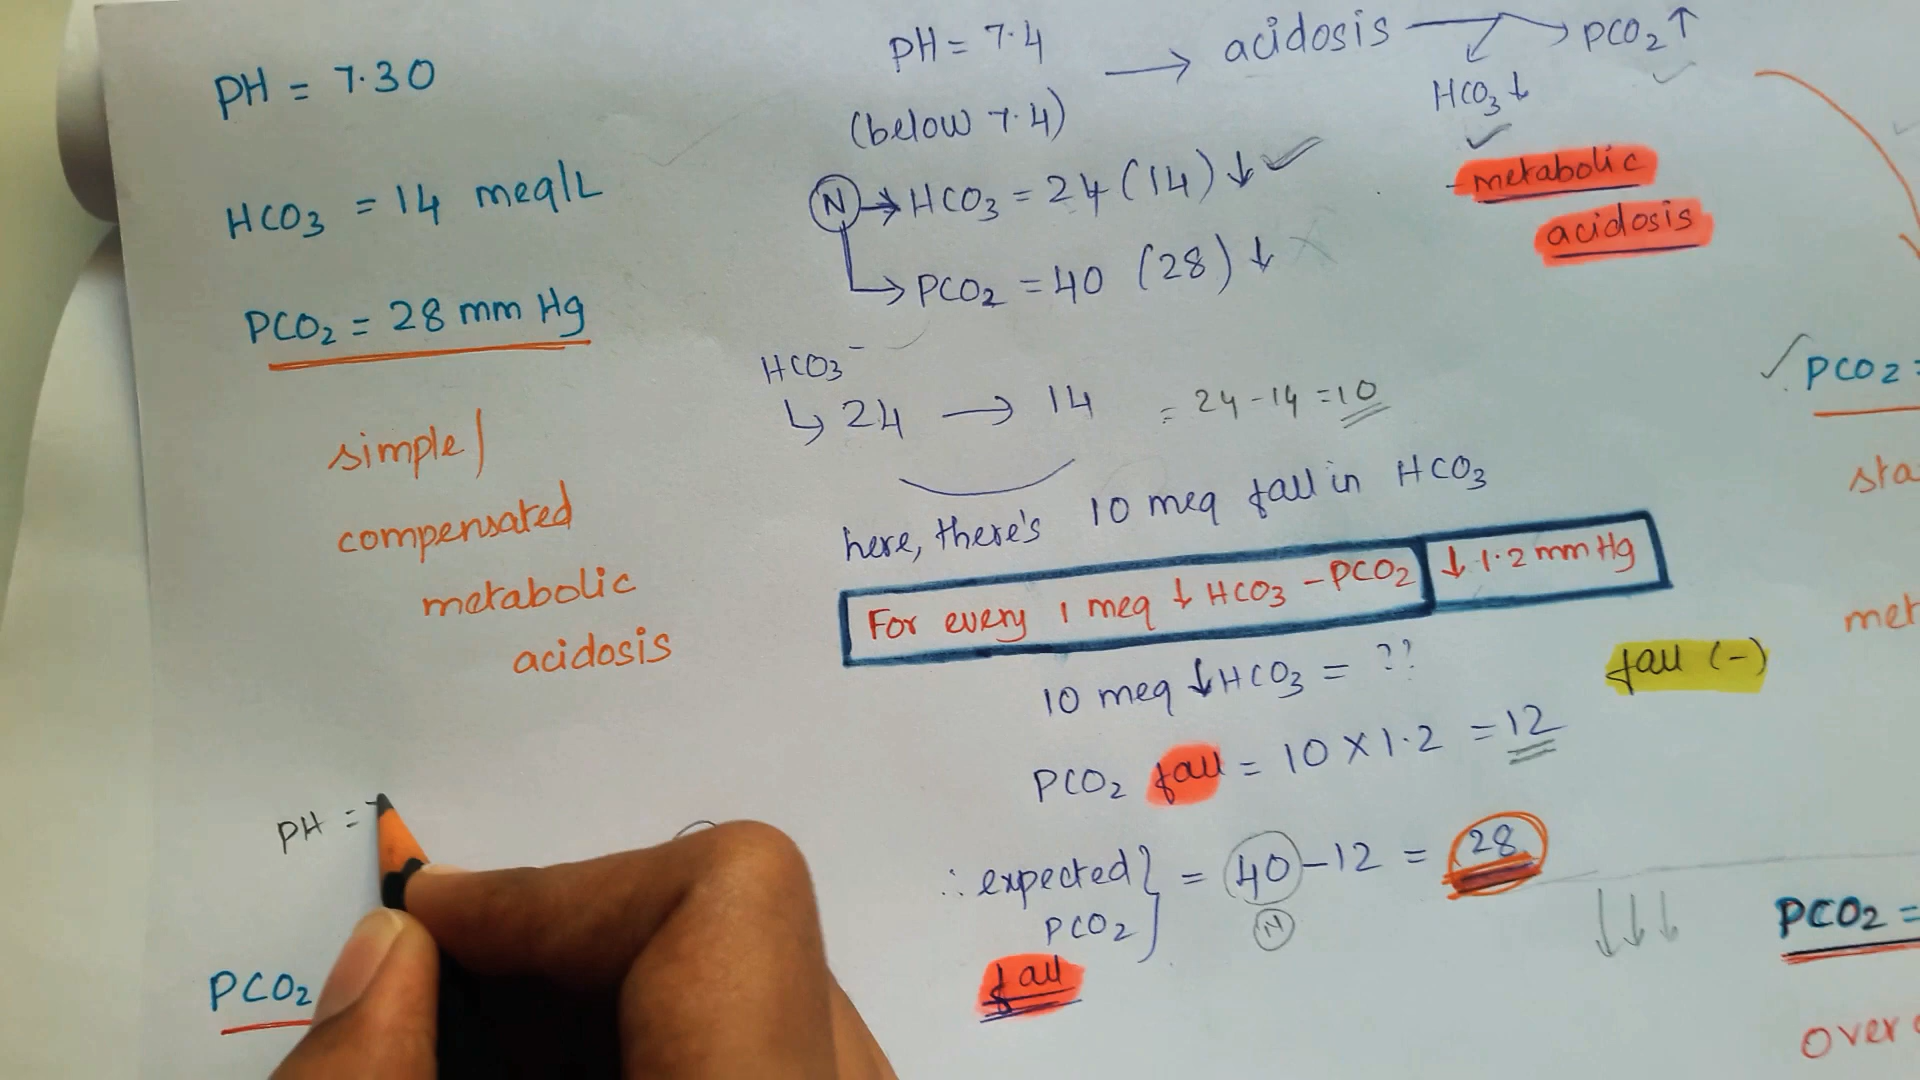 PH = 7.30
HCO3 = 14 meq/L
PCO2 = 28 mm Hg
simple/
compensated
metabolic
acidosis
PH =
PCO2
PH = 7.4 → acidosis → PCO2 ↑
(below 7.4)
HCO3 ↓
metabolic
acidosis
N → HCO3 = 24 (14) ↓ ✓
→ PCO2 = 40 (28) ↓ ×
HCO3⁻
↳ 24 → 14 = 24 - 14 = 10
here, there's 10 meq fall in HCO3
For every 1 meq ↓ HCO3 - PCO2 ↓ 1.2 mm Hg
10 meq ↓ HCO3 = ??
fall (-)
PCO2 fall = 10 X 1.2 = 12
∴ expected PCO2 } = 40 - 12 = 28
N
fall
↓↓↓
✓ PCO2 =
sta
met
PCO2 =
over